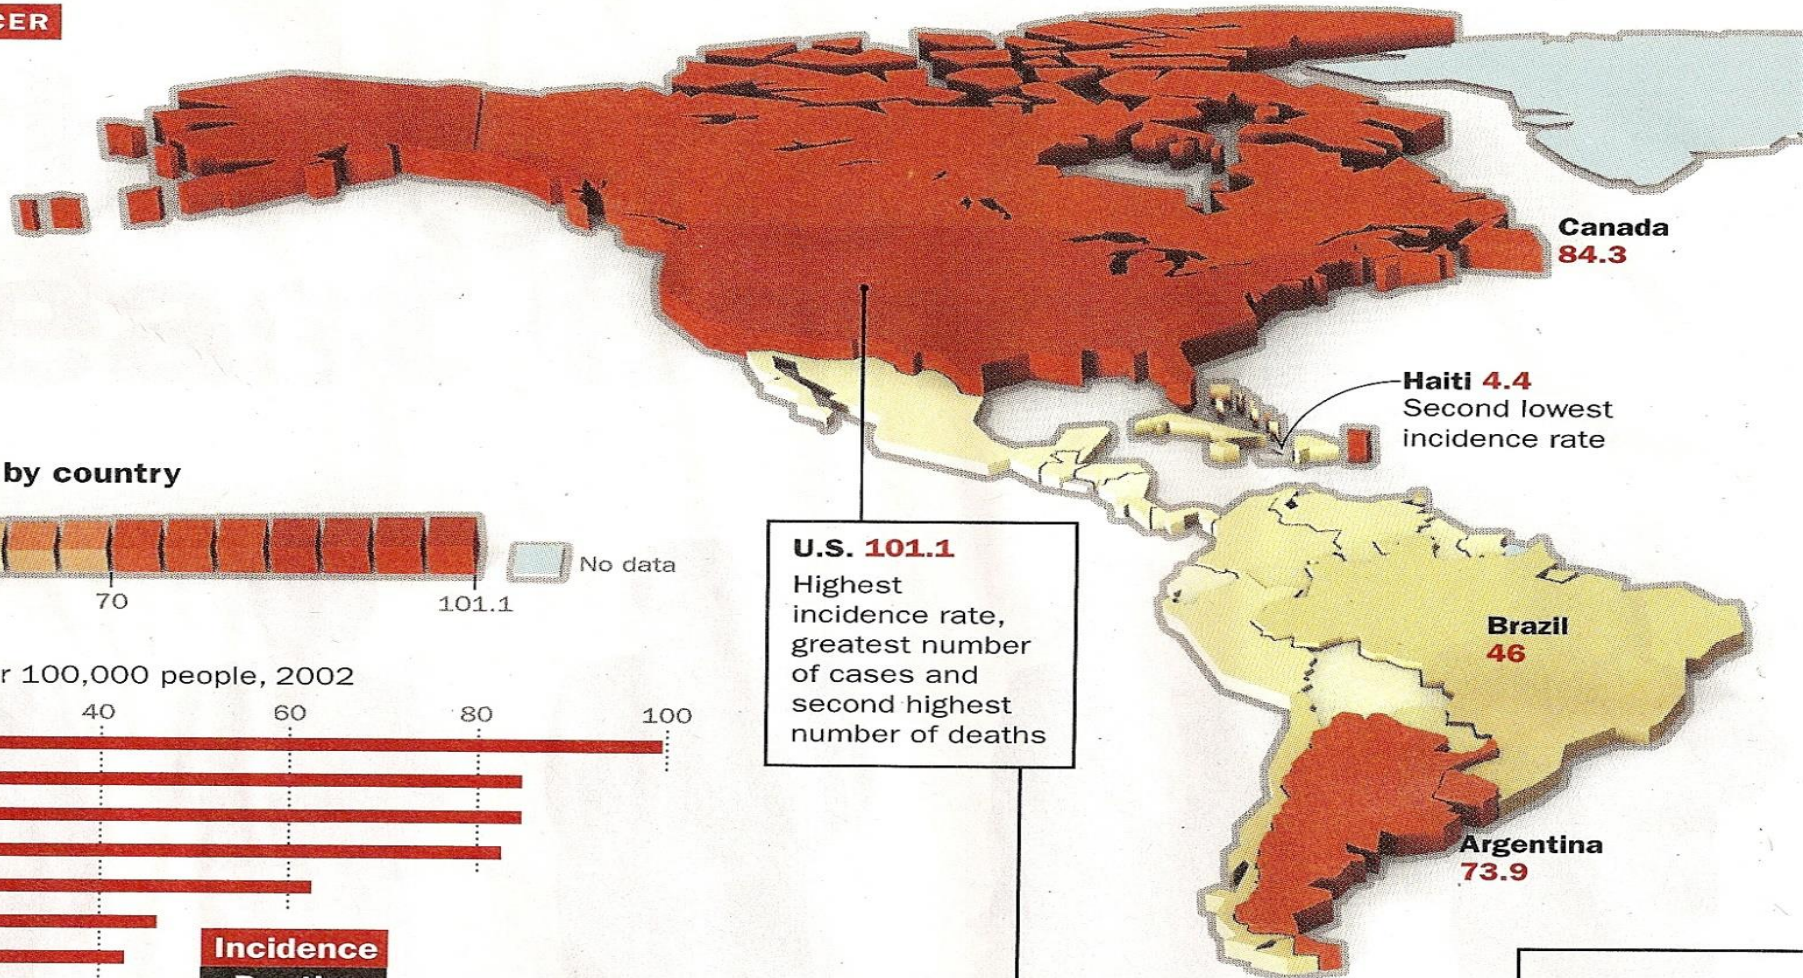 CER
Canada
84.3
Haiti 4.4
Second lowest
incidence rate
by country
No data
70
101.1
U.S. 101.1
Highest
incidence rate,
greatest number
of cases and
second highest
number of deaths
Brazil
46
r 100,000 people, 2002
40 60 80 100
Argentina
73.9
Incidence